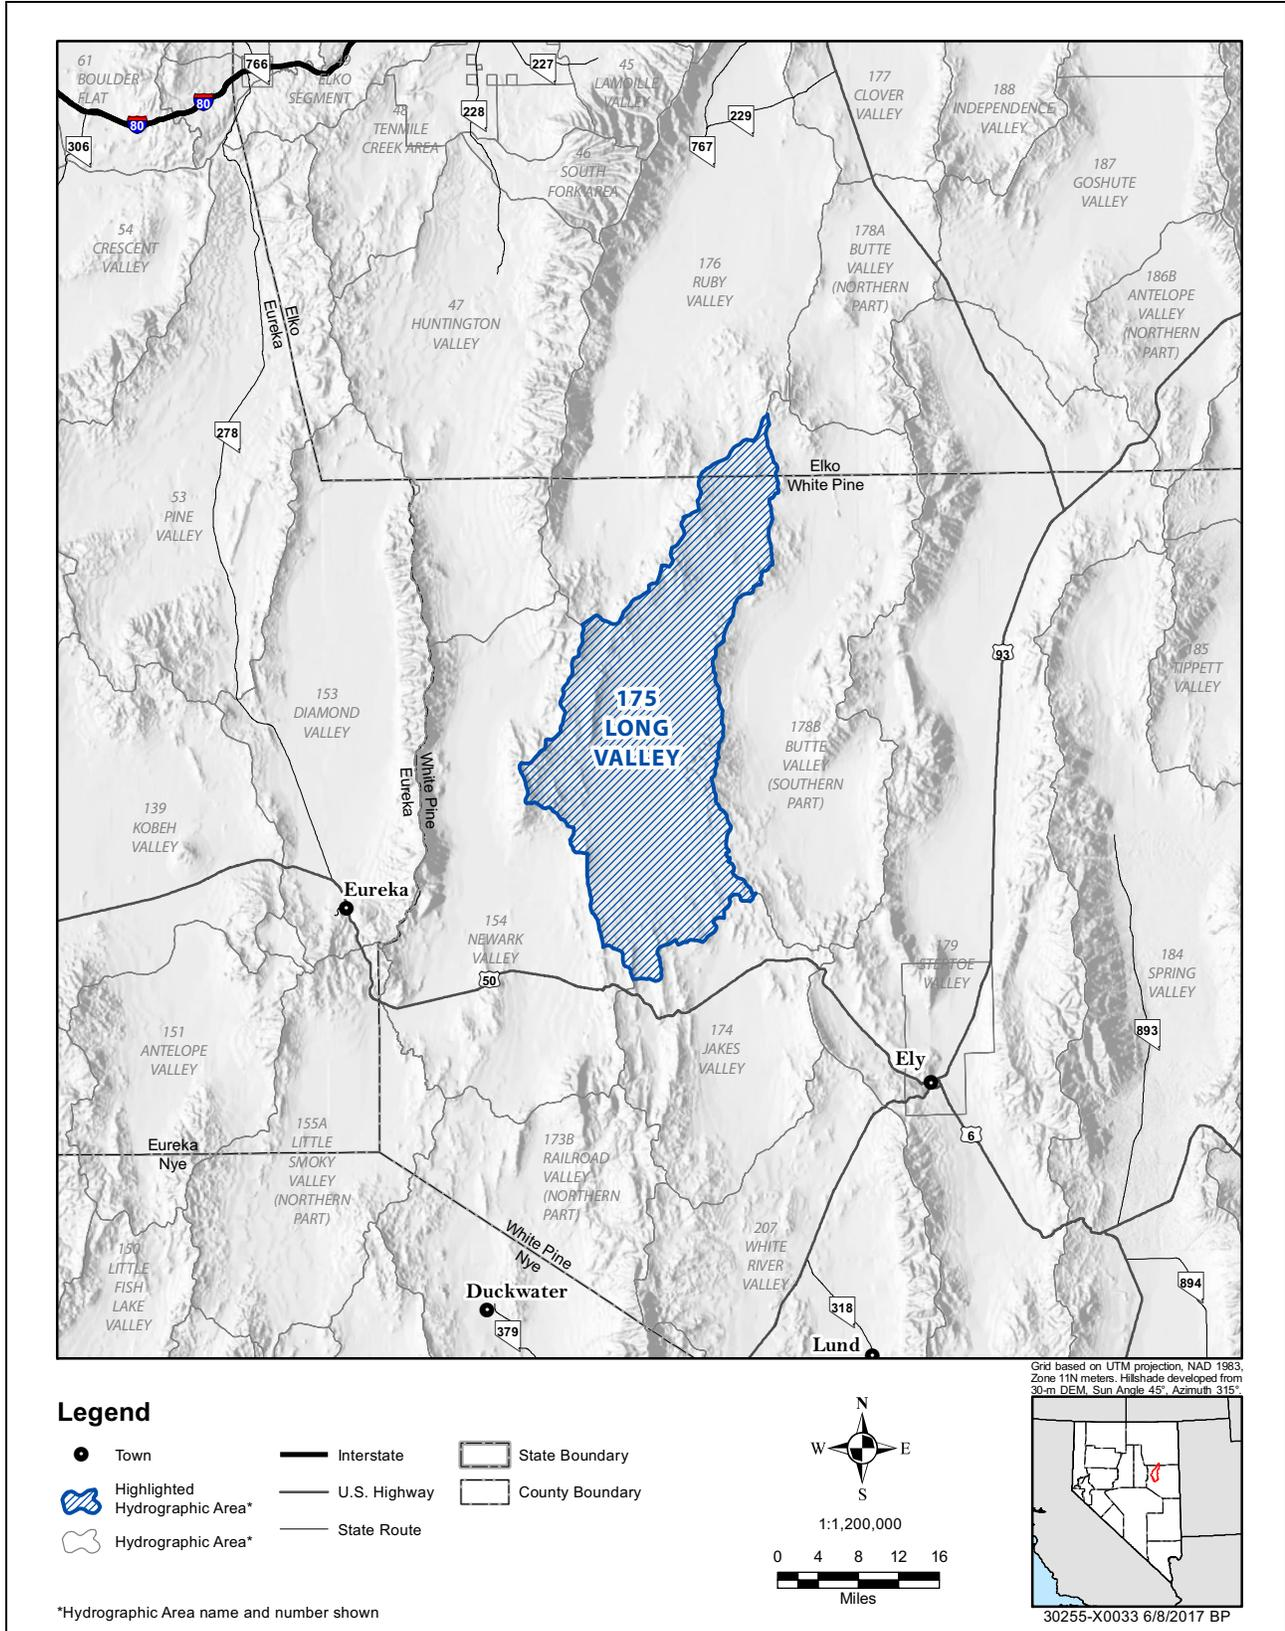 61
BOULDER
FLAT
766
ELKO
SEGMENT
80
80
306
48
TENMILE
CREEK AREA
228
227
45
LAMOILLE
VALLEY
46
SOUTH
FORK AREA
229
767
177
CLOVER
VALLEY
188
INDEPENDENCE
VALLEY
187
GOSHUTE
VALLEY
54
CRESCENT
VALLEY
Elko
Eureka
47
HUNTINGTON
VALLEY
176
RUBY
VALLEY
178A
BUTTE
VALLEY
(NORTHERN
PART)
186B
ANTELOPE
VALLEY
(NORTHERN
PART)
278
Elko
White Pine
53
PINE
VALLEY
93
185
TIPPETT
VALLEY
153
DIAMOND
VALLEY
175
LONG
VALLEY
178B
BUTTE
VALLEY
(SOUTHERN
PART)
White Pine
Eureka
139
KOBEH
VALLEY
Eureka
154
NEWARK
VALLEY
50
179
STEPTOE
VALLEY
184
SPRING
VALLEY
893
151
ANTELOPE
VALLEY
174
JAKES
VALLEY
Ely
6
Eureka
Nye
155A
LITTLE
SMOKY
VALLEY
(NORTHERN
PART)
173B
RAILROAD
VALLEY
(NORTHERN
PART)
White Pine
Nye
207
WHITE
RIVER
VALLEY
150
LITTLE
FISH
LAKE
VALLEY
Duckwater
379
318
Lund
894
Grid based on UTM projection, NAD 1983,
Zone 11N meters. Hillshade developed from
30-m DEM, Sun Angle 45°, Azimuth 315°.
Legend
Town
Highlighted
Hydrographic Area*
Hydrographic Area*
Interstate
U.S. Highway
State Route
State Boundary
County Boundary
N
W
E
S
1:1,200,000
0 4 8 12 16
Miles
*Hydrographic Area name and number shown
30255-X0033 6/8/2017 BP